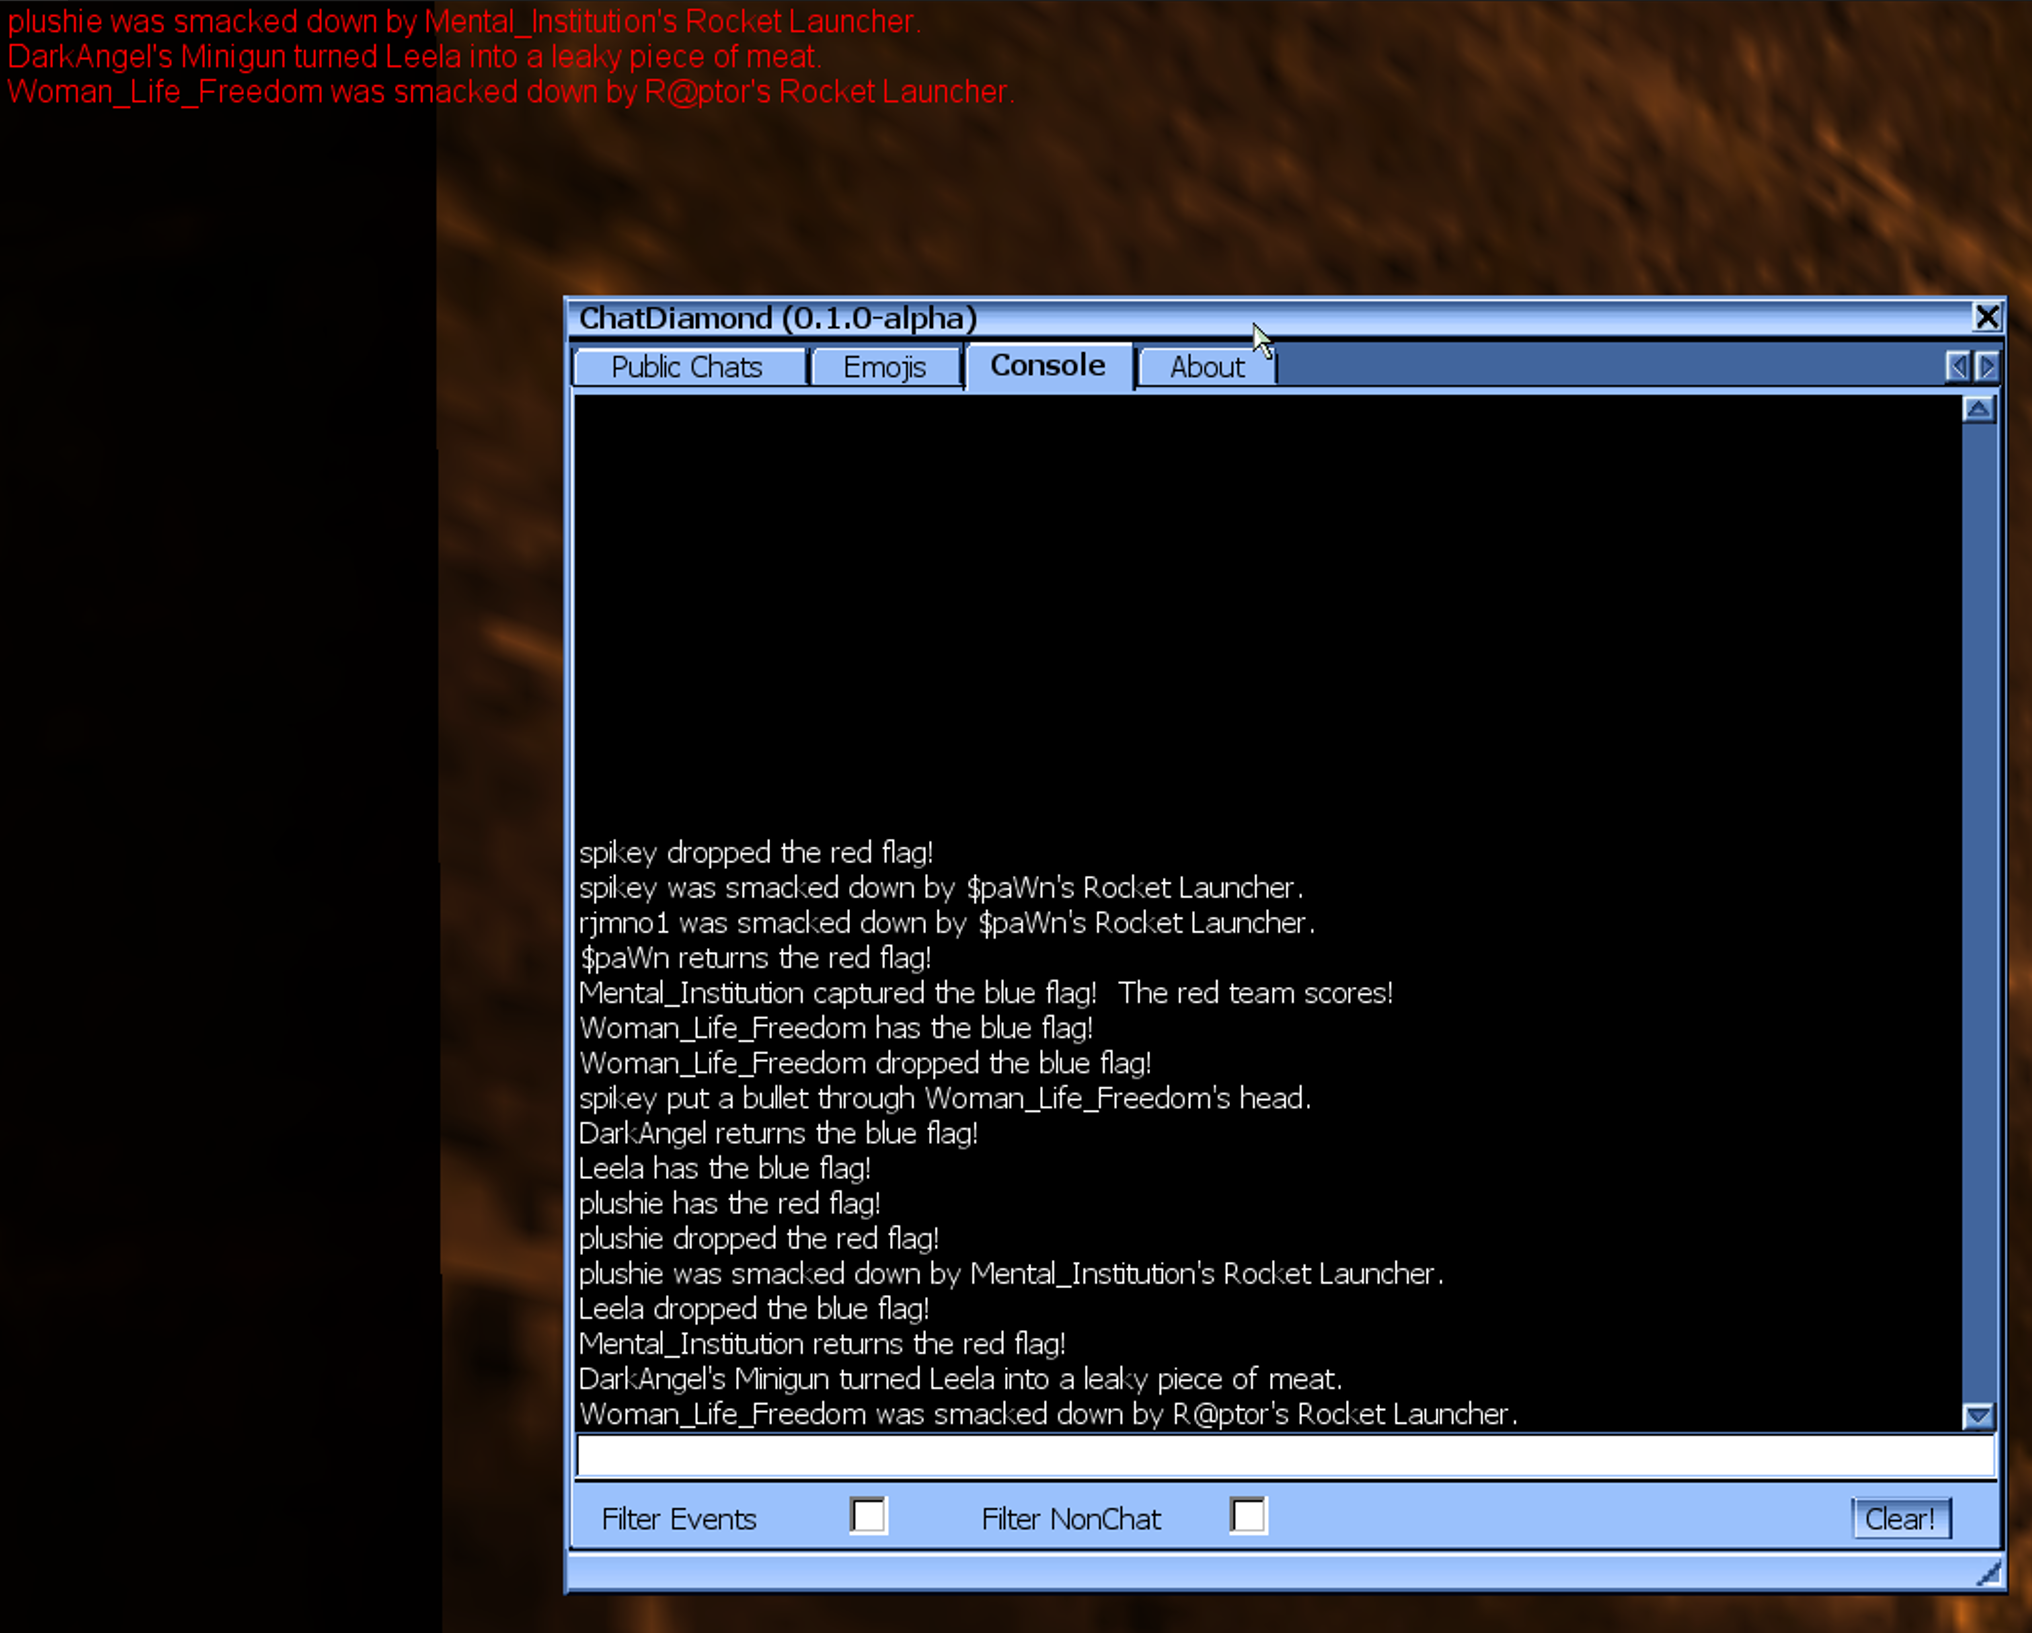 plushie was smacked down by Mental_Institution's Rocket Launcher.
DarkAngel's Minigun turned Leela into a leaky piece of meat.
Woman_Life_Freedom was smacked down by R@ptor's Rocket Launcher.
ChatDiamond (0.1.0-alpha)
Public Chats Emojis Console About
spikey dropped the red flag!
spikey was smacked down by $paWn's Rocket Launcher.
rjmno1 was smacked down by $paWn's Rocket Launcher.
$paWn returns the red flag!
Mental_Institution captured the blue flag!  The red team scores!
Woman_Life_Freedom has the blue flag!
Woman_Life_Freedom dropped the blue flag!
spikey put a bullet through Woman_Life_Freedom's head.
DarkAngel returns the blue flag!
Leela has the blue flag!
plushie has the red flag!
plushie dropped the red flag!
plushie was smacked down by Mental_Institution's Rocket Launcher.
Leela dropped the blue flag!
Mental_Institution returns the red flag!
DarkAngel's Minigun turned Leela into a leaky piece of meat.
Woman_Life_Freedom was smacked down by R@ptor's Rocket Launcher.
Filter Events Filter NonChat Clear!